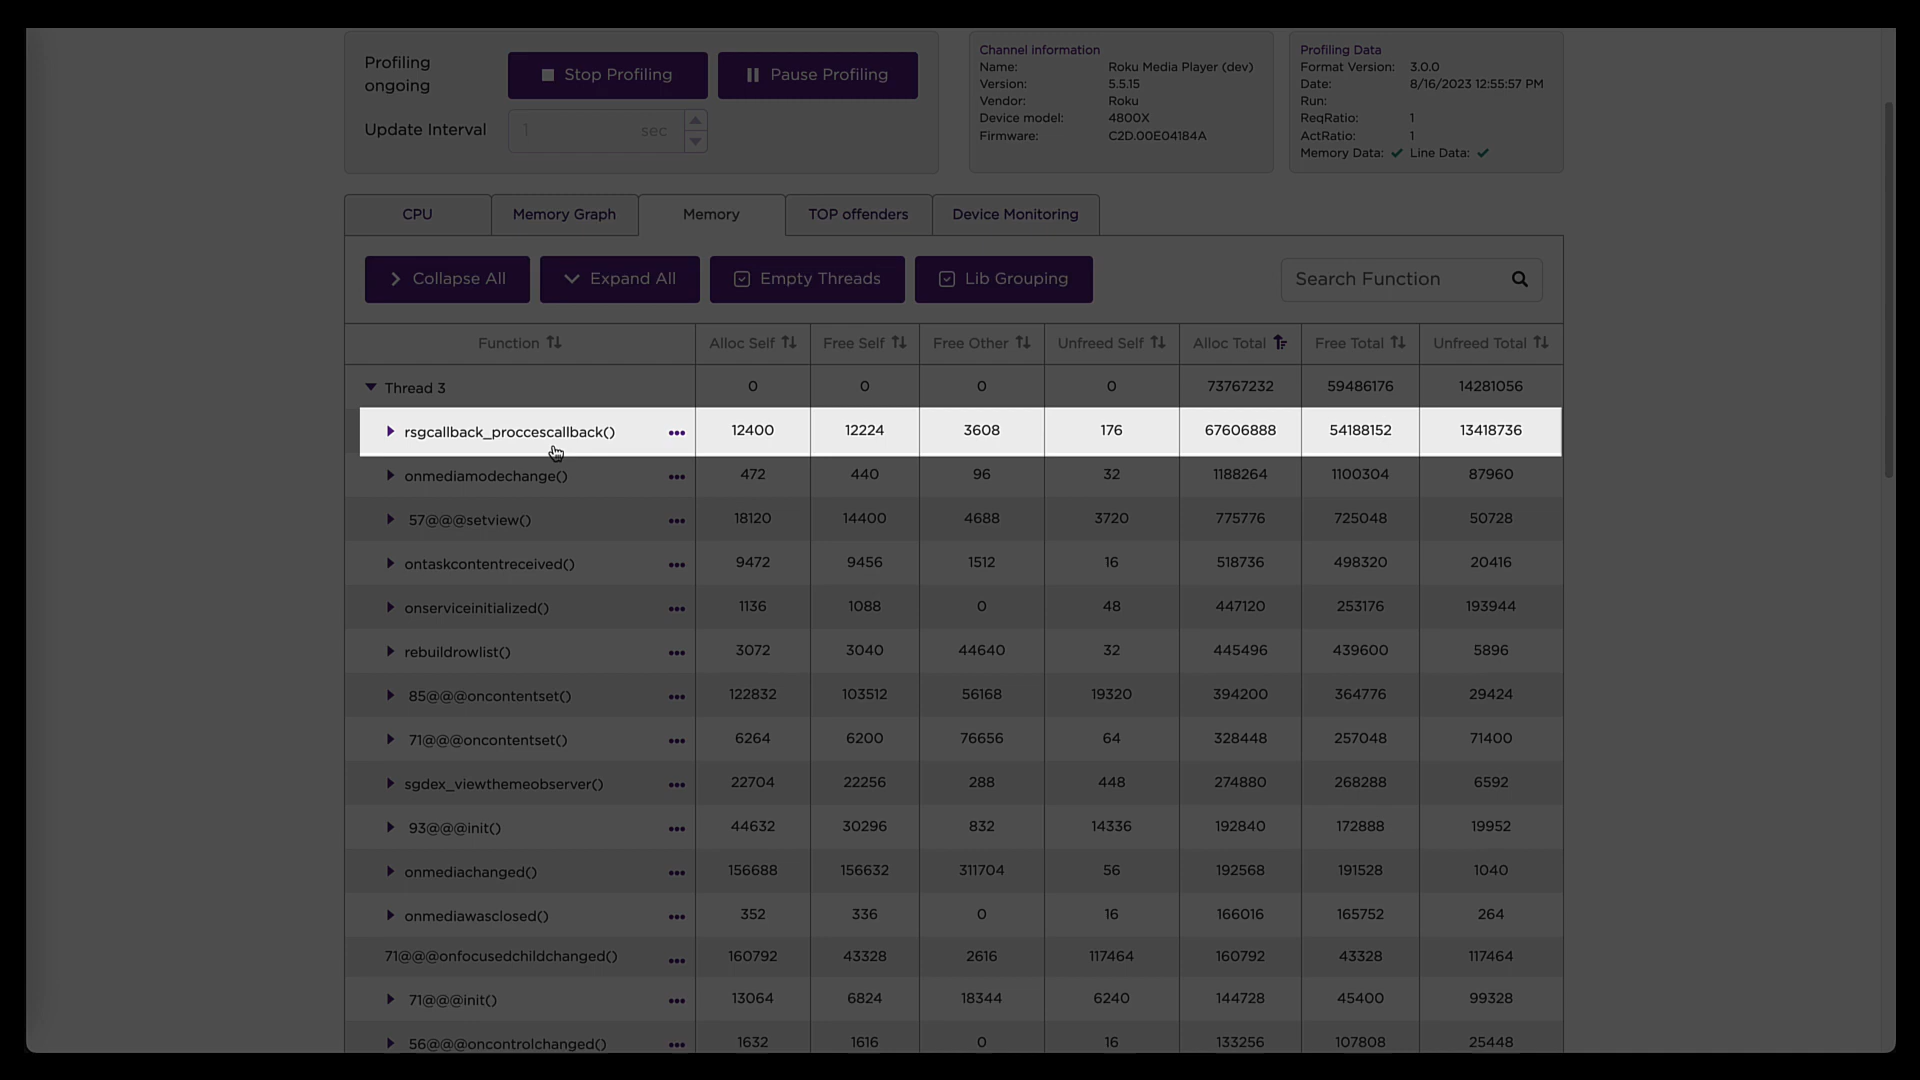 Profiling ongoing
Stop Profiling
Pause Profiling
Update Interval
1 sec
Channel information
Name: Roku Media Player (dev)
Version: 5.5.15
Vendor: Roku
Device model: 4800X
Firmware: C2D.00E04184A
Profiling Data
Format Version: 3.0.0
Date: 8/16/2023 12:55:57 PM
Run:
ReqRatio: 1
ActRatio: 1
Memory Data: Line Data:
CPU Memory Graph Memory TOP offenders Device Monitoring
Collapse All Expand All Empty Threads Lib Grouping Search Function
Function Alloc Self Free Self Free Other Unfreed Self Alloc Total Free Total Unfreed Total
Thread 3 0 0 0 0 73767232 59486176 14281056
rsgcallback_proccescallback() ••• 12400 12224 3608 176 67606888 54188152 13418736
onmediamodechange() ••• 472 440 96 32 1188264 1100304 87960
57@@@setview() ••• 18120 14400 4688 3720 775776 725048 50728
ontaskcontentreceived() ••• 9472 9456 1512 16 518736 498320 20416
onserviceinitialized() ••• 1136 1088 0 48 447120 253176 193944
rebuildrowlist() ••• 3072 3040 44640 32 445496 439600 5896
85@@@oncontentset() ••• 122832 103512 56168 19320 394200 364776 29424
71@@@oncontentset() ••• 6264 6200 76656 64 328448 257048 71400
sgdex_viewthemeobserver() ••• 22704 22256 288 448 274880 268288 6592
93@@@init() ••• 44632 30296 832 14336 192840 172888 19952
onmediachanged() ••• 156688 156632 311704 56 192568 191528 1040
onmediawasclosed() ••• 352 336 0 16 166016 165752 264
71@@@onfocusedchildchanged() ••• 160792 43328 2616 117464 160792 43328 117464
71@@@init() ••• 13064 6824 18344 6240 144728 45400 99328
56@@@oncontrolchanged() ••• 1632 1616 0 16 133256 107808 25448